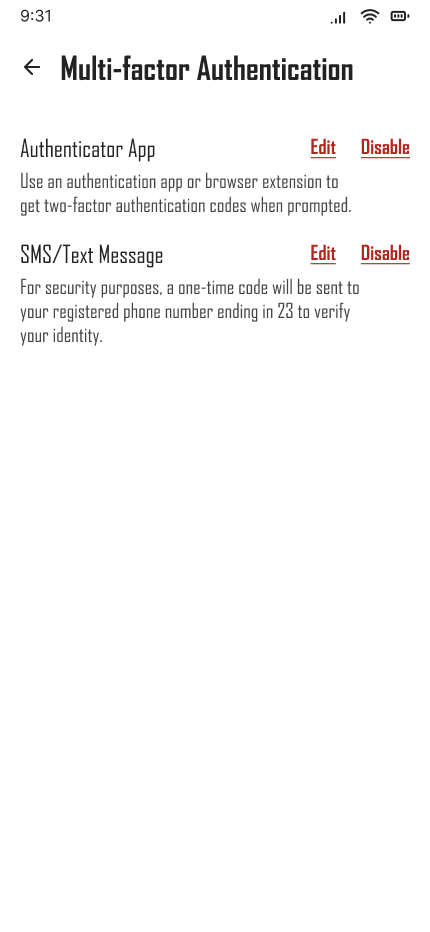 9:31
Multi-factor Authentication
Authenticator App Edit Disable
Use an authentication app or browser extension to
get two-factor authentication codes when prompted.
SMS/Text Message Edit Disable
For security purposes, a one-time code will be sent to
your registered phone number ending in 23 to verify
your identity.